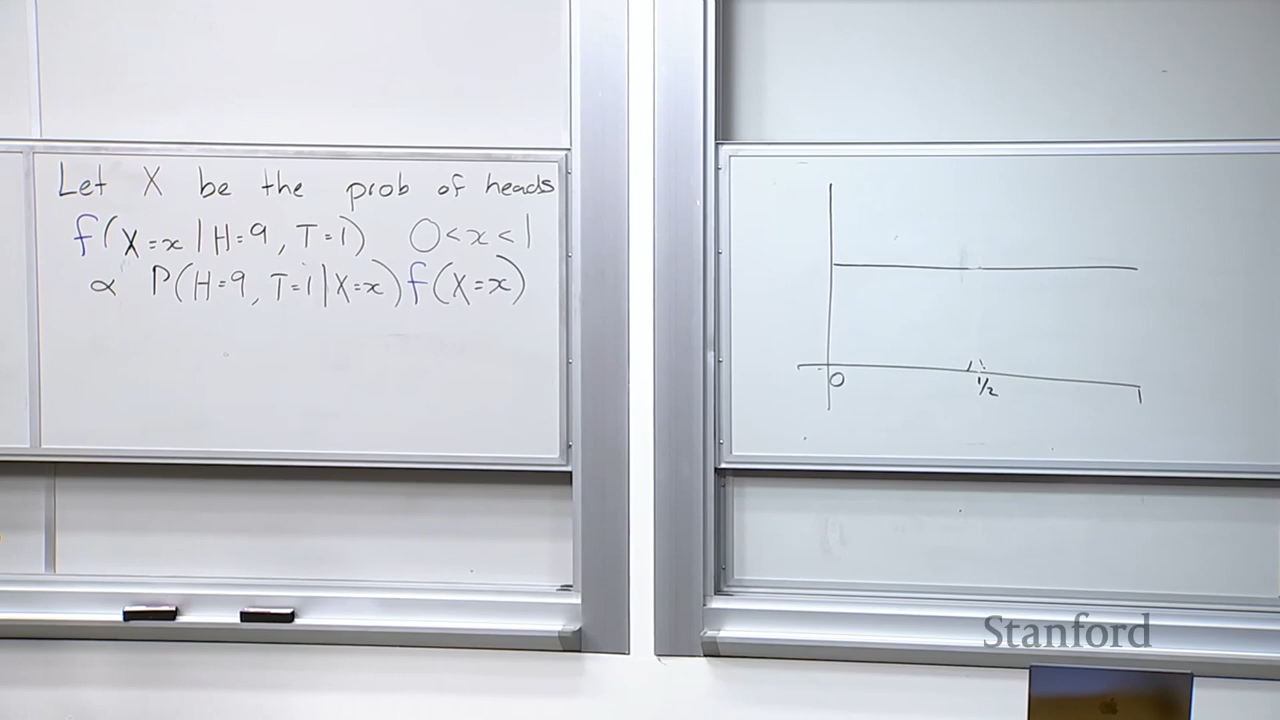 Let X be the prob of heads
f(X=x|H=9, T=1) 0<x<1
∝ P(H=9, T=1|X=x)f(X=x)
0 1/2 1
Stanford